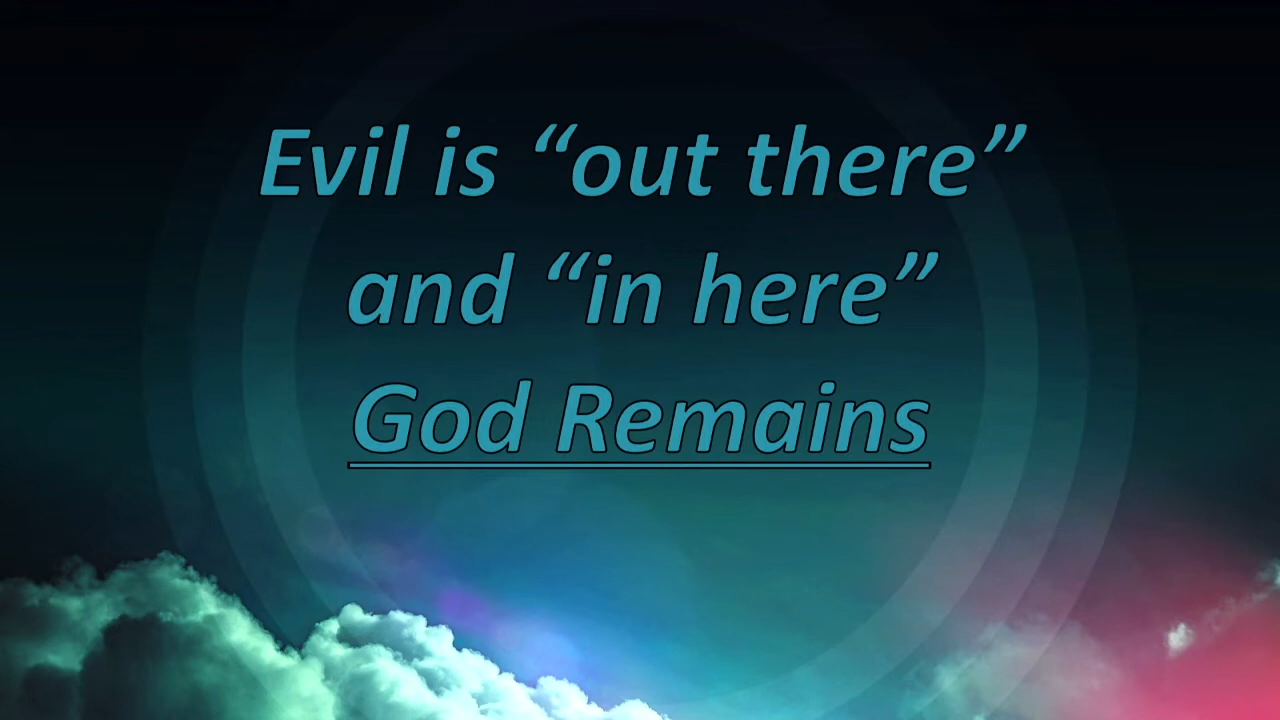 Evil is “out there”
and “in here”
God Remains